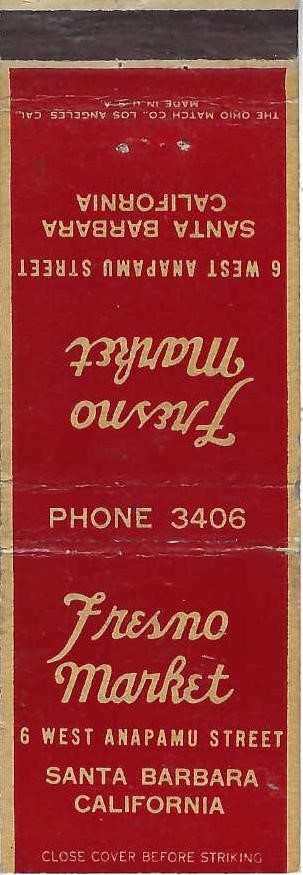 THE OHIO MATCH CO., LOS ANGELES CAL.
MADE IN U.S.A.
Fresno
Market
6 WEST ANAPAMU STREET
SANTA BARBARA
CALIFORNIA
PHONE 3406
Fresno
Market
6 WEST ANAPAMU STREET
SANTA BARBARA
CALIFORNIA
CLOSE COVER BEFORE STRIKING